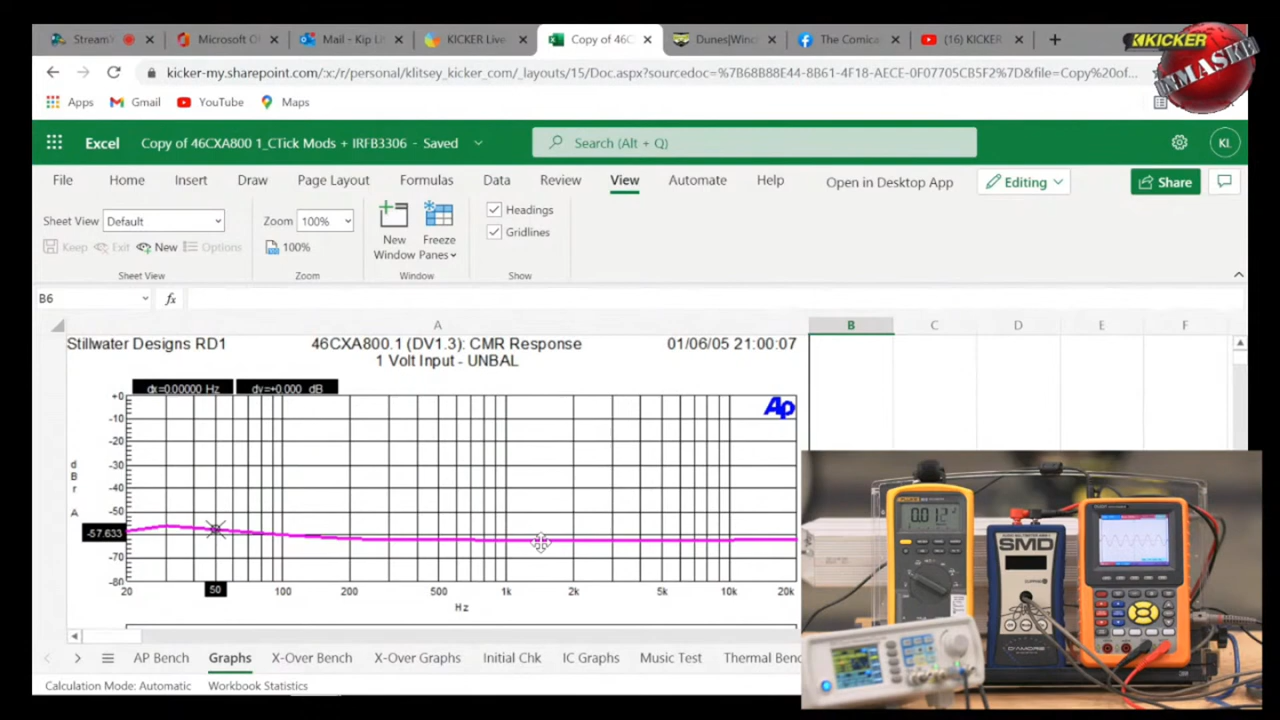 StreamY
Microsoft O
Mail - Kip Li
KICKER Live
Copy of 46C
Dunes|Winc
The Comica
(16) KICKER
KICKER
UNMASKED
kicker-my.sharepoint.com/:x:/r/personal/klitsey_kicker_com/_layouts/15/Doc.aspx?sourcedoc=%7B68B88E44-8B61-4F18-AECE-0F07705CB5F2%7D&file=Copy%20of...
Apps Gmail YouTube Maps
Excel Copy of 46CXA800 1_CTick Mods + IRFB3306 - Saved Search (Alt + Q) KL
File Home Insert Draw Page Layout Formulas Data Review View Automate Help Open in Desktop App Editing Share
Sheet View Default Zoom 100% Headings
Keep Exit New Options 100% New Window Freeze Panes Gridlines
Sheet View Zoom Window Show
B6 fx
A B C D E F
Stillwater Designs RD1 46CXA800.1 (DV1.3): CMR Response 01/06/05 21:00:07
1 Volt Input - UNBAL
dx=0.00000 Hz dv=+0.000 dB
Ap
+0
-10
-20
-30
-40
-50
-57.633
-70
-80
dBr A
20 50 100 200 500 1k 2k 5k 10k 20k
Hz
0.012
SMD
AP Bench Graphs X-Over Bench X-Over Graphs Initial Chk IC Graphs Music Test Thermal Benc
Calculation Mode: Automatic Workbook Statistics